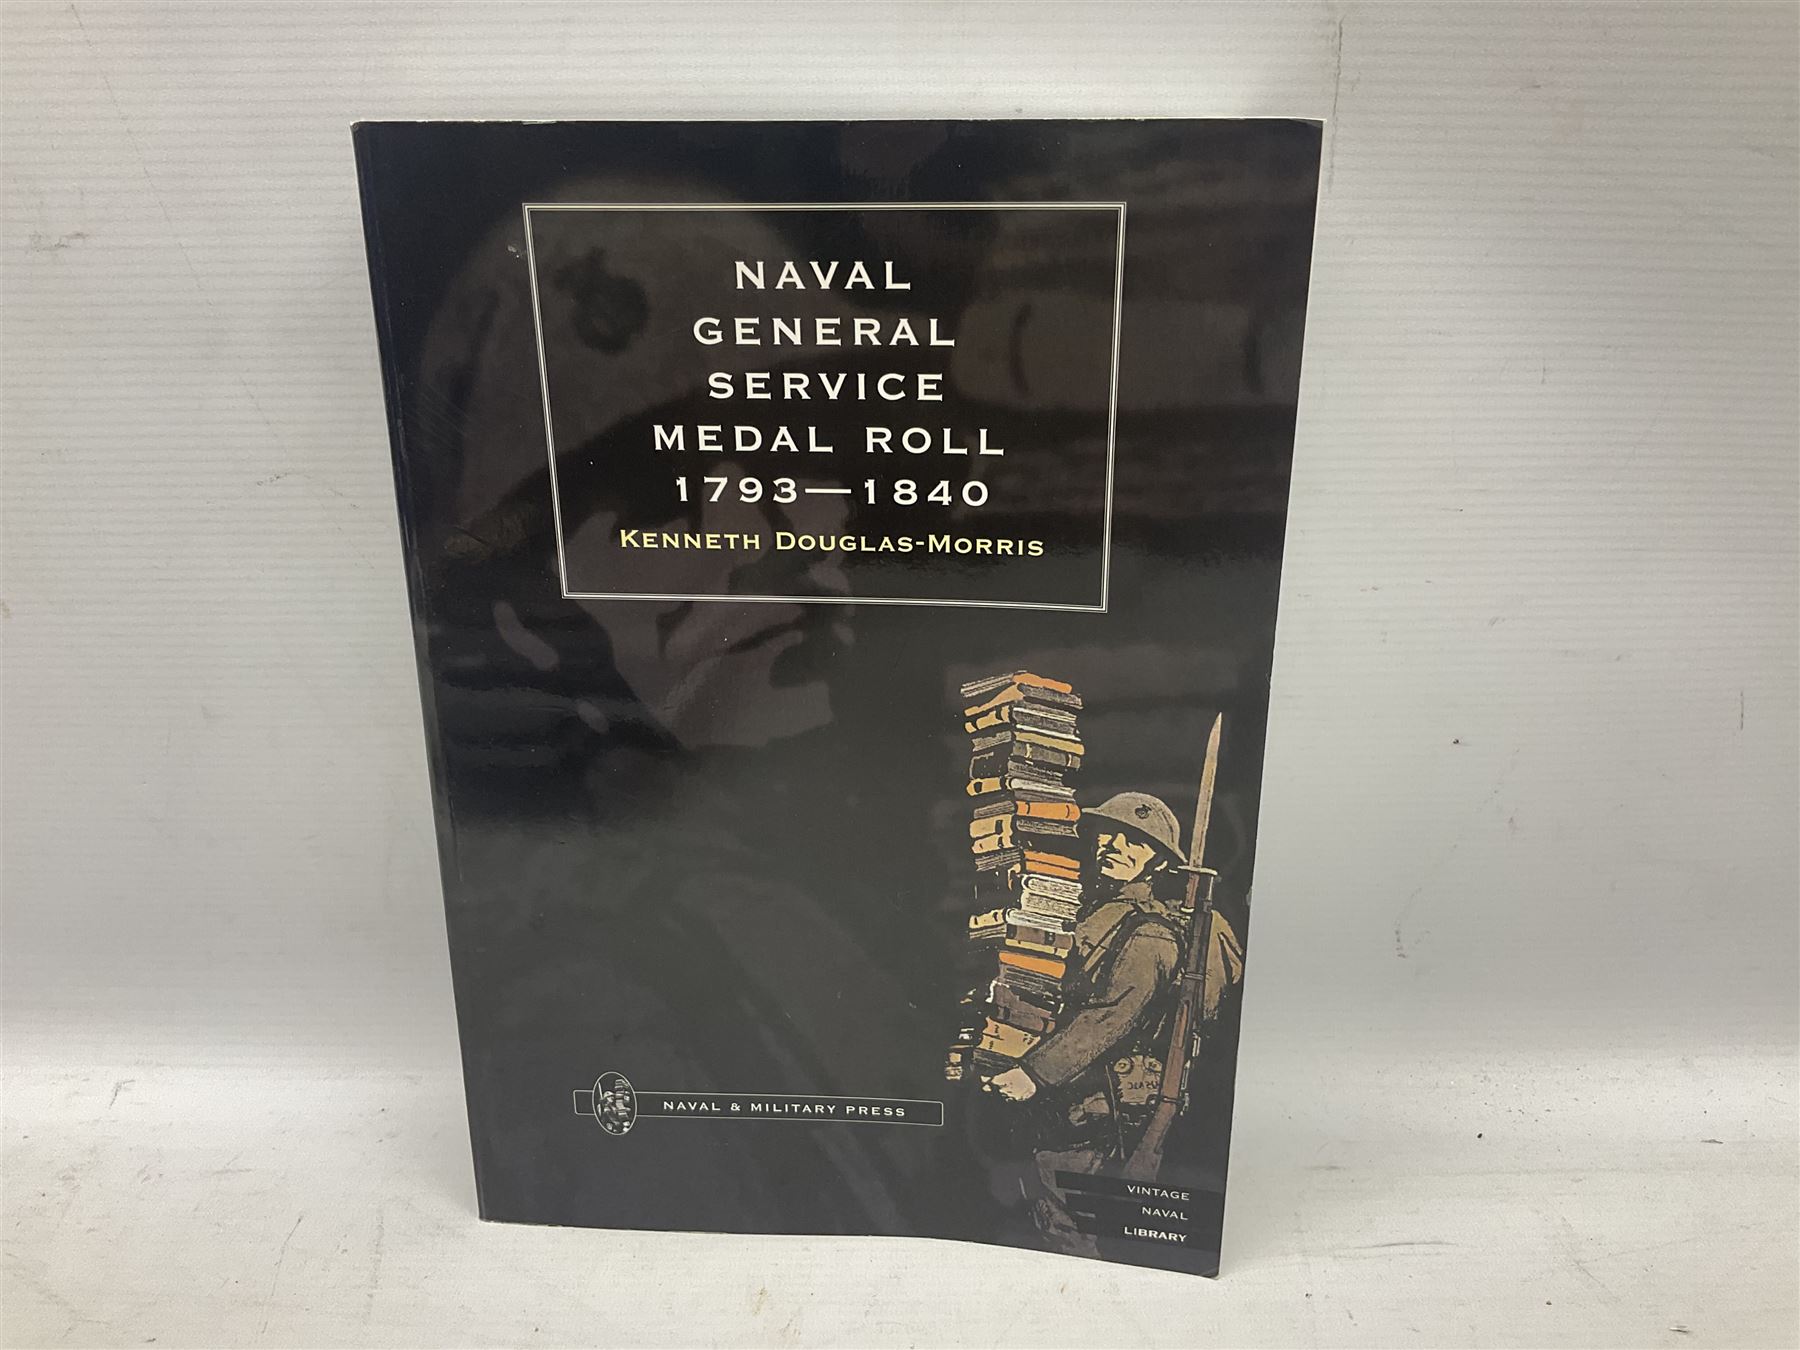 NAVAL
GENERAL
SERVICE
MEDAL ROLL
1793—1840
KENNETH DOUGLAS-MORRIS
NAVAL & MILITARY PRESS
VINTAGE
NAVAL
LIBRARY